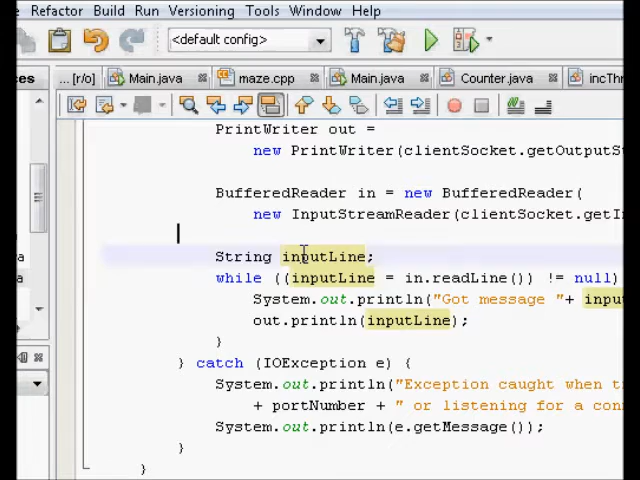 Refactor Build Run Versioning Tools Window Help
<default config>
... [r/o] Main.java maze.cpp Main.java Counter.java incThr
PrintWriter out =
new PrintWriter(clientSocket.getOutputSt
BufferedReader in = new BufferedReader(
new InputStreamReader(clientSocket.getIn
String inputLine;
while ((inputLine = in.readLine()) != null)
System.out.println("Got message "+ input
out.println(inputLine);
}
} catch (IOException e) {
System.out.println("Exception caught when t
+ portNumber + " or listening for a con
System.out.println(e.getMessage());
}
}